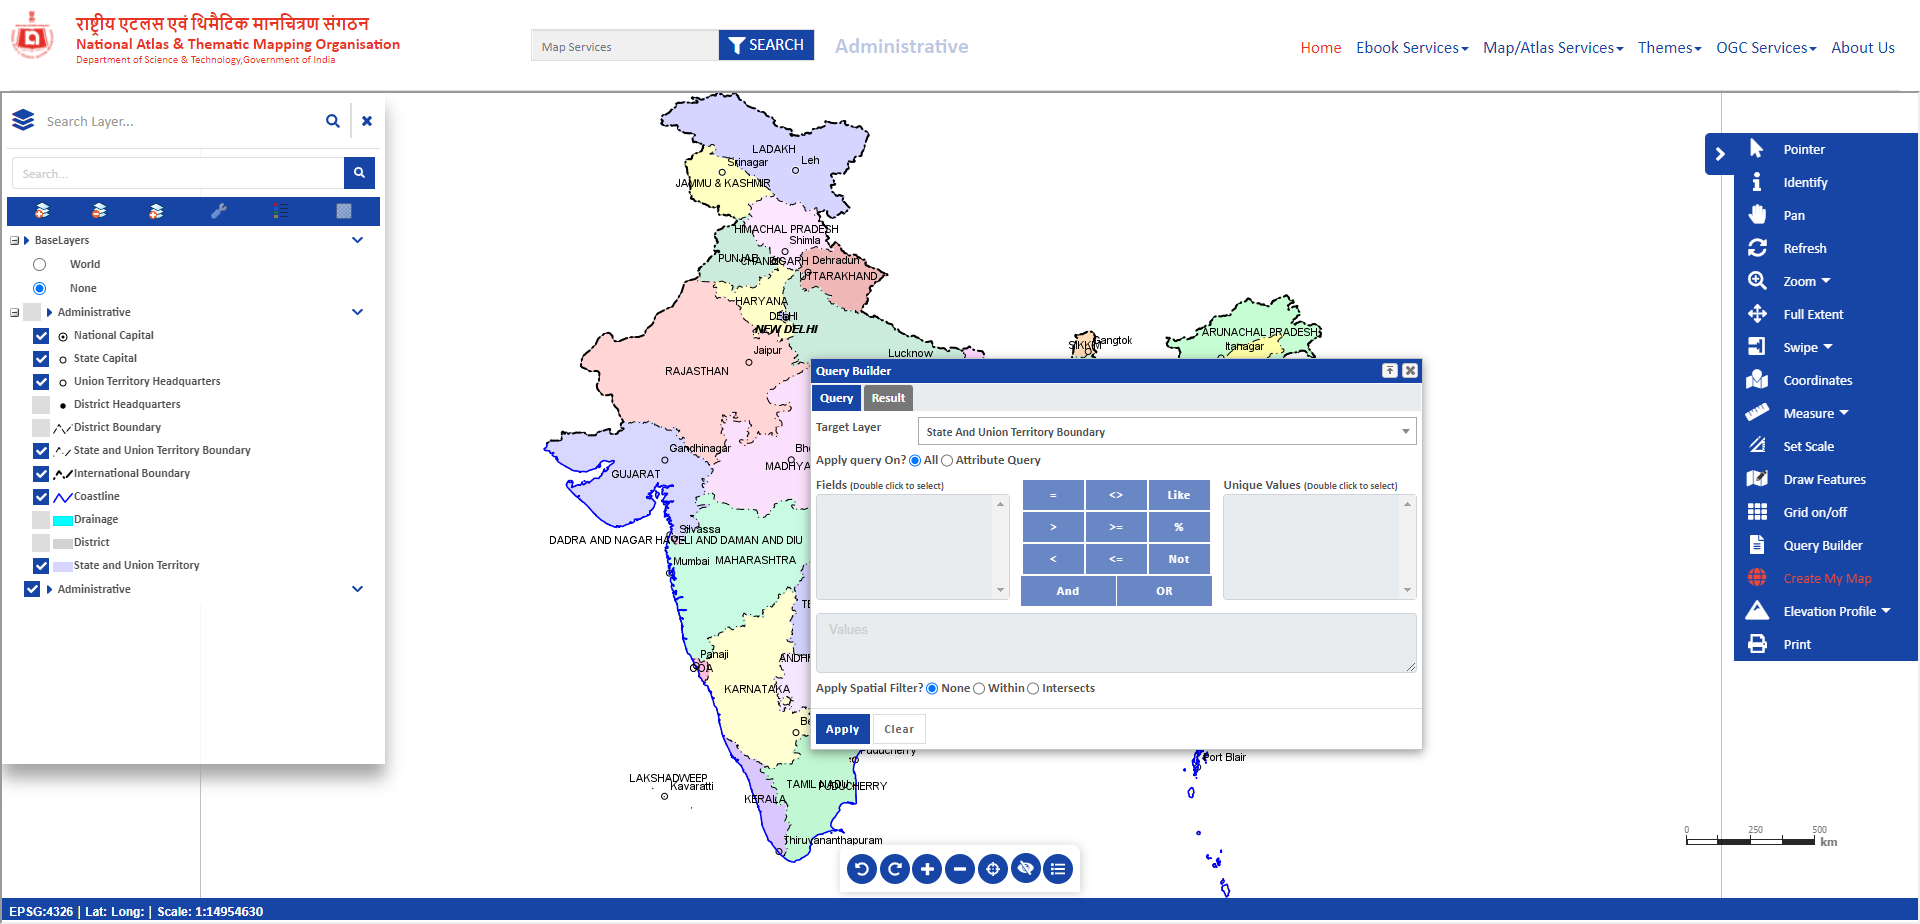 राष्ट्रीय एटलस एवं थिमैटिक मानचित्रण संगठन
National Atlas & Thematic Mapping Organisation
Department of Science & Technology,Government of India
Map Services
SEARCH
Administrative
Home
Ebook Services
Map/Atlas Services
Themes
OGC Services
About Us
Search Layer...
Search...
BaseLayers
World
None
Administrative
National Capital
State Capital
Union Territory Headquarters
District Headquarters
District Boundary
State and Union Territory Boundary
International Boundary
Coastline
Drainage
District
State and Union Territory
Administrative
LADAKH
Srinagar
Leh
JAMMU & KASHMIR
HIMACHAL PRADESH
Shimla
PUNJAB
Dehradun
UTTARAKHAND
HARYANA
DELHI
NEW DELHI
Jaipur
Lucknow
RAJASTHAN
SIKKIM
Gangtok
ARUNACHAL PRADESH
Itanagar
Gandhinagar
GUJARAT
Silvassa
DADRA AND NAGAR HAVELI AND DAMAN AND DIU
Mumbai
MAHARASHTRA
Panaji
GOA
KARNATAKA
Puducherry
Port Blair
LAKSHADWEEP
Kavaratti
TAMIL NADU
PUDUCHERRY
KERALA
Thiruvananthapuram
Query Builder
Query
Result
Target Layer
State And Union Territory Boundary
Apply query On? All Attribute Query
Fields (Double click to select)
Unique Values (Double click to select)
= <> Like
> >= %
< <= Not
And OR
Values
Apply Spatial Filter? None Within Intersects
Apply
Clear
Pointer
Identify
Pan
Refresh
Zoom
Full Extent
Swipe
Coordinates
Measure
Set Scale
Draw Features
Grid on/off
Query Builder
Create My Map
Elevation Profile
Print
0 250 500
km
EPSG:4326 | Lat: Long: | Scale: 1:14954630